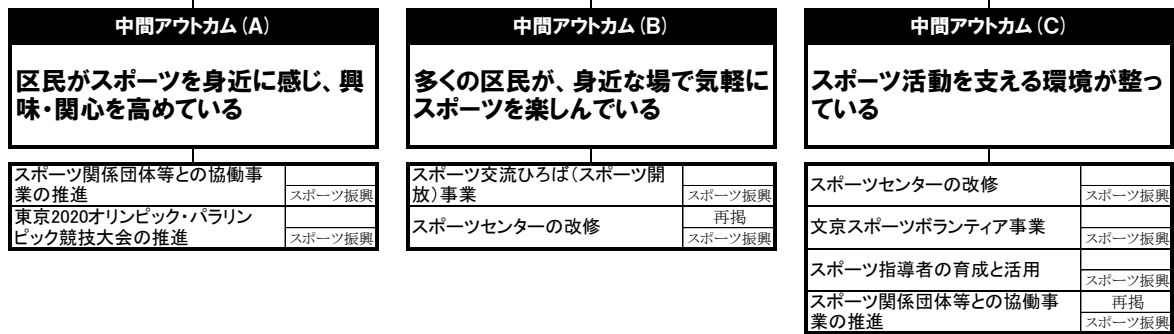 中間アウトカム(A)
区民がスポーツを身近に感じ、興
味・関心を高めている
スポーツ関係団体等との協働事
業の推進
スポーツ振興
東京2020オリンピック・パラリン
ピック競技大会の推進
スポーツ振興
中間アウトカム(B)
多くの区民が、身近な場で気軽に
スポーツを楽しんでいる
スポーツ交流ひろば(スポーツ開
放)事業
スポーツ振興
スポーツセンターの改修
再掲
スポーツ振興
中間アウトカム(C)
スポーツ活動を支える環境が整っ
ている
スポーツセンターの改修
スポーツ振興
文京スポーツボランティア事業
スポーツ振興
スポーツ指導者の育成と活用
スポーツ振興
スポーツ関係団体等との協働事
業の推進
再掲
スポーツ振興